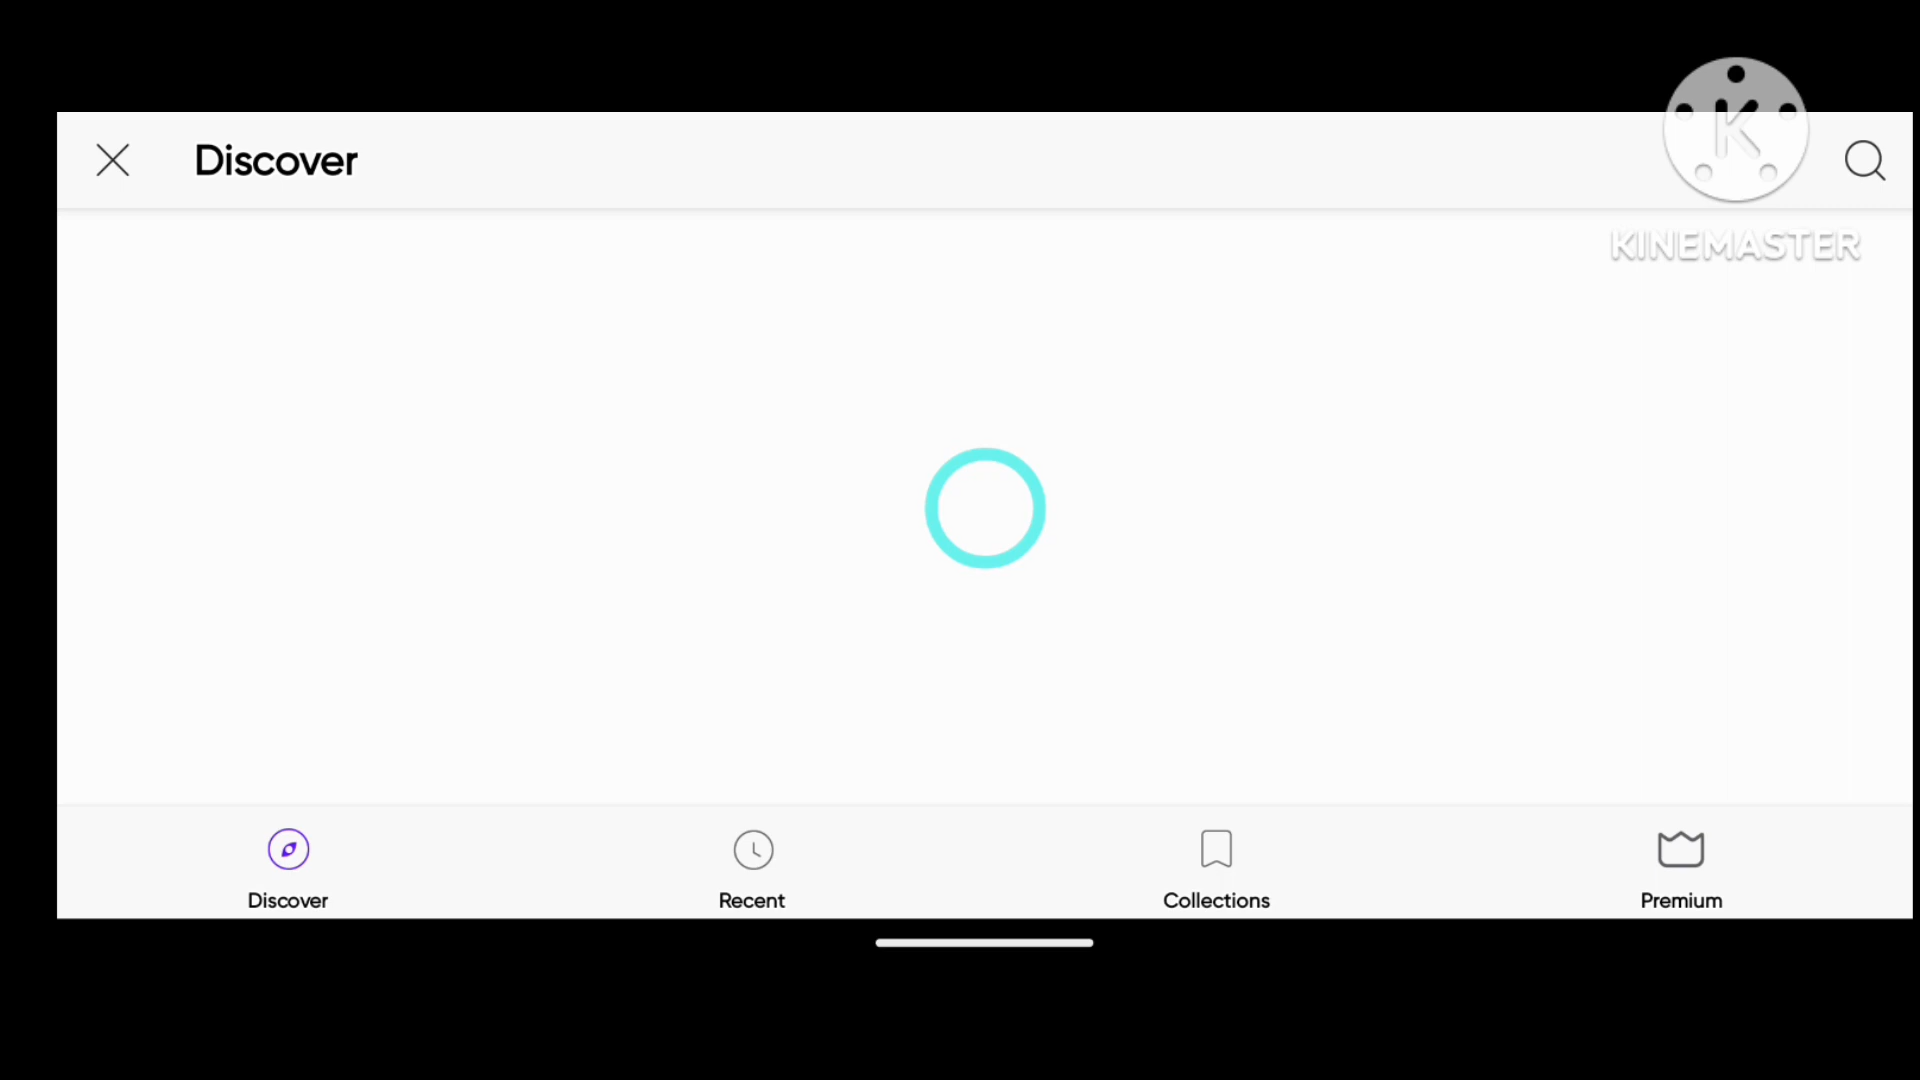 Discover
K
KINEMASTER
Discover
Recent
Collections
Premium